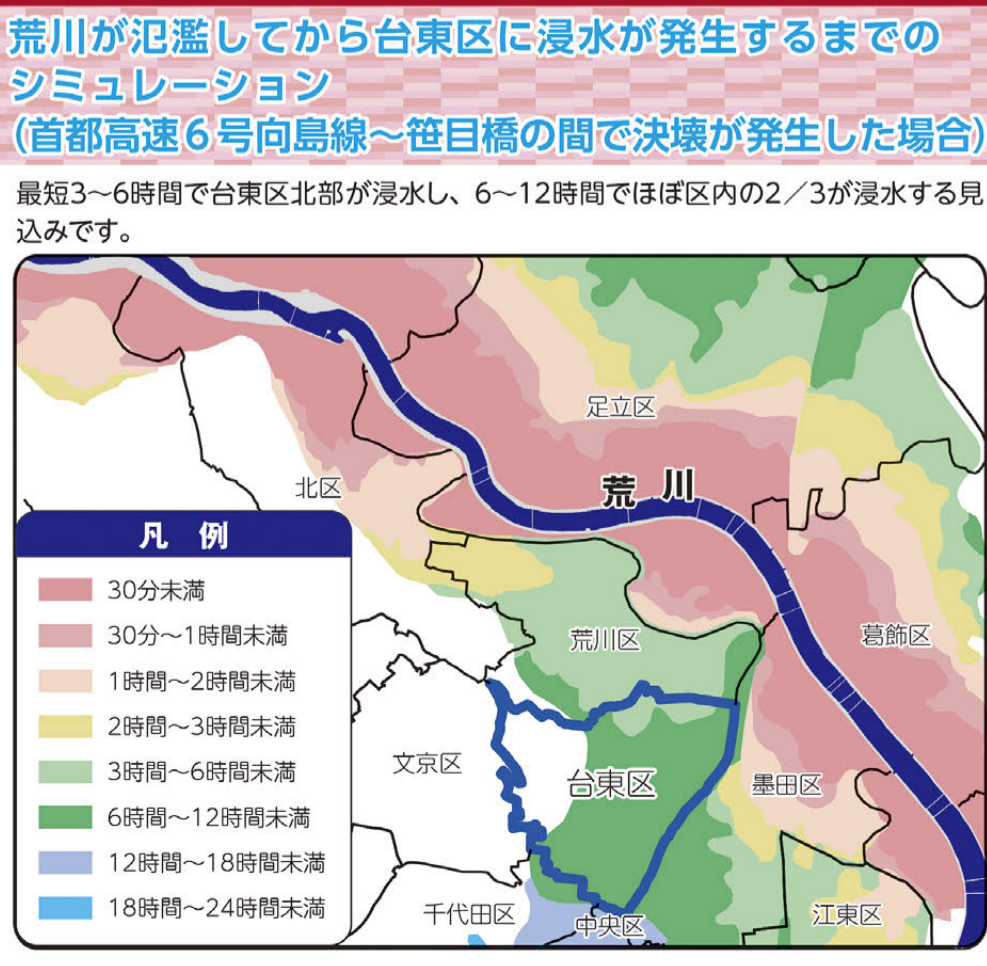 荒川が氾濫してから台東区に浸水が発生するまでの
シミュレーション
(首都高速6号向島線～笹目橋の間で決壊が発生した場合)
最短3～6時間で台東区北部が浸水し、6～12時間でほぼ区内の2／3が浸水する見
込みです。
足立区
荒川
北区
荒川区
葛飾区
文京区
台東区
墨田区
千代田区
中央区
江東区
凡例
30分未満
30分～1時間未満
1時間～2時間未満
2時間～3時間未満
3時間～6時間未満
6時間～12時間未満
12時間～18時間未満
18時間～24時間未満